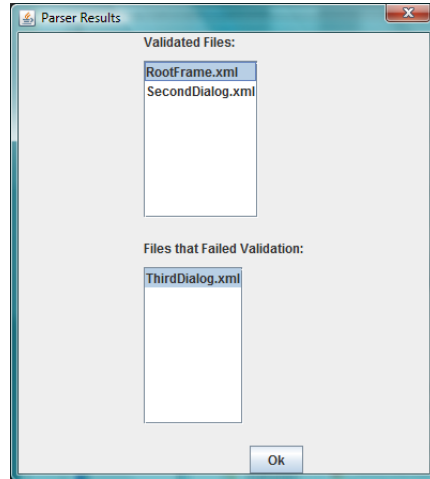 Parser Results
Validated Files:
RootFrame.xml
SecondDialog.xml
Files that Failed Validation:
ThirdDialog.xml
Ok